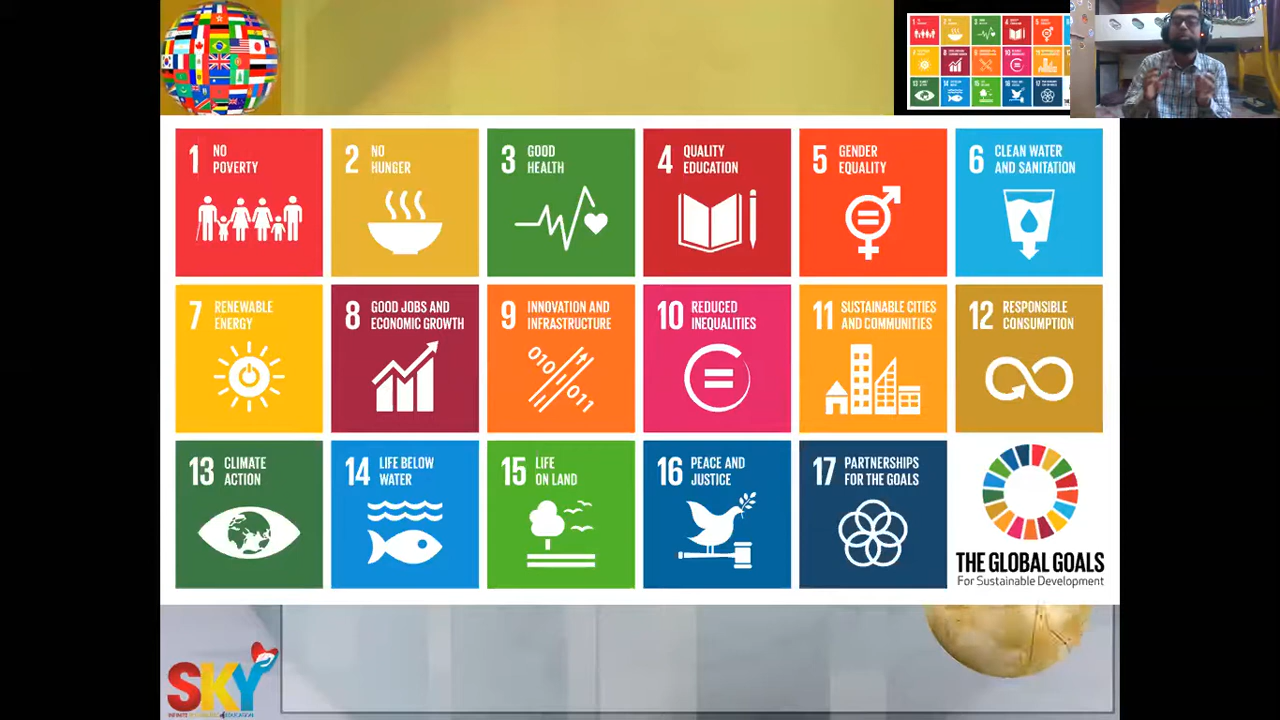 1 NO
POVERTY
2 NO
HUNGER
3 GOOD
HEALTH
4 QUALITY
EDUCATION
5 GENDER
EQUALITY
6 CLEAN WATER
AND SANITATION
7 RENEWABLE
ENERGY
8 GOOD JOBS AND
ECONOMIC GROWTH
9 INNOVATION AND
INFRASTRUCTURE
010
011
10 REDUCED
INEQUALITIES
11 SUSTAINABLE CITIES
AND COMMUNITIES
12 RESPONSIBLE
CONSUMPTION
13 CLIMATE
ACTION
14 LIFE BELOW
WATER
15 LIFE
ON LAND
16 PEACE AND
JUSTICE
17 PARTNERSHIPS
FOR THE GOALS
THE GLOBAL GOALS
For Sustainable Development
SKY